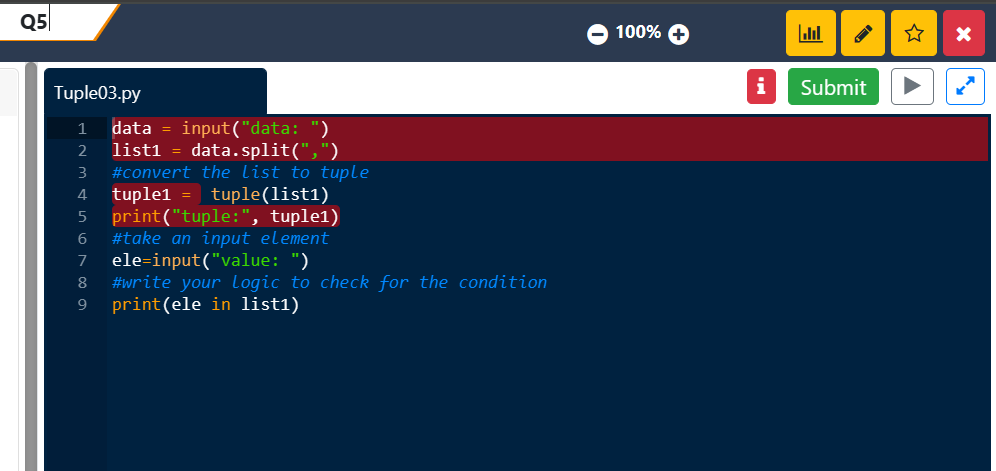 Q5
100%
Tuple03.py
i
Submit
1 data = input("data: ")
2 list1 = data.split(",")
3 #convert the list to tuple
4 tuple1 =  tuple(list1)
5 print("tuple:", tuple1)
6 #take an input element
7 ele=input("value: ")
8 #write your logic to check for the condition
9 print(ele in list1)